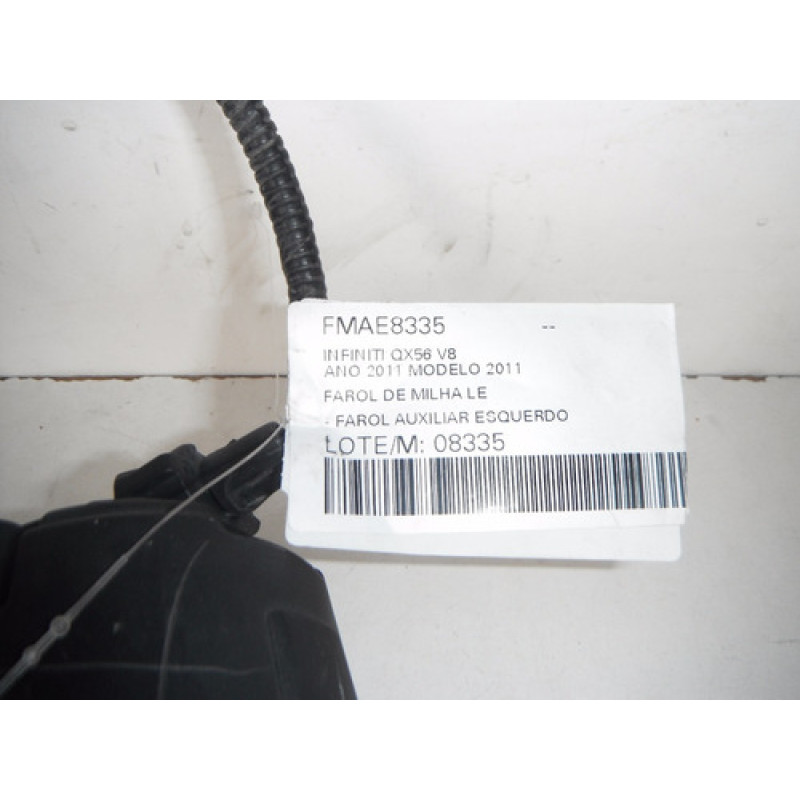 FMAE8335 --
INFINITI QX56 V8
ANO 2011 MODELO 2011
FAROL DE MILHA LE
- FAROL AUXILIAR ESQUERDO
LOTE/M: 08335